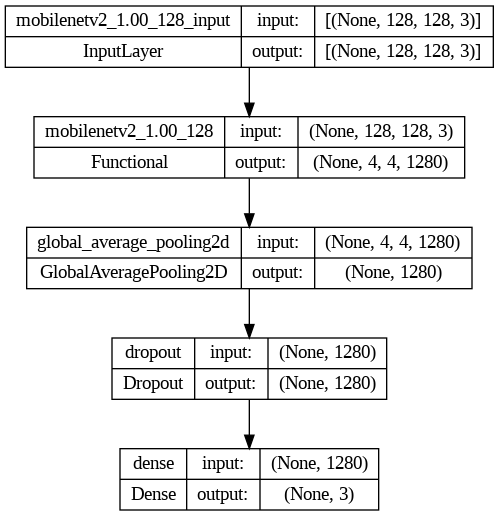 mobilenetv2_1.00_128_input input: [(None, 128, 128, 3)]
InputLayer output: [(None, 128, 128, 3)]
mobilenetv2_1.00_128 input: (None, 128, 128, 3)
Functional output: (None, 4, 4, 1280)
global_average_pooling2d input: (None, 4, 4, 1280)
GlobalAveragePooling2D output: (None, 1280)
dropout input: (None, 1280)
Dropout output: (None, 1280)
dense input: (None, 1280)
Dense output: (None, 3)